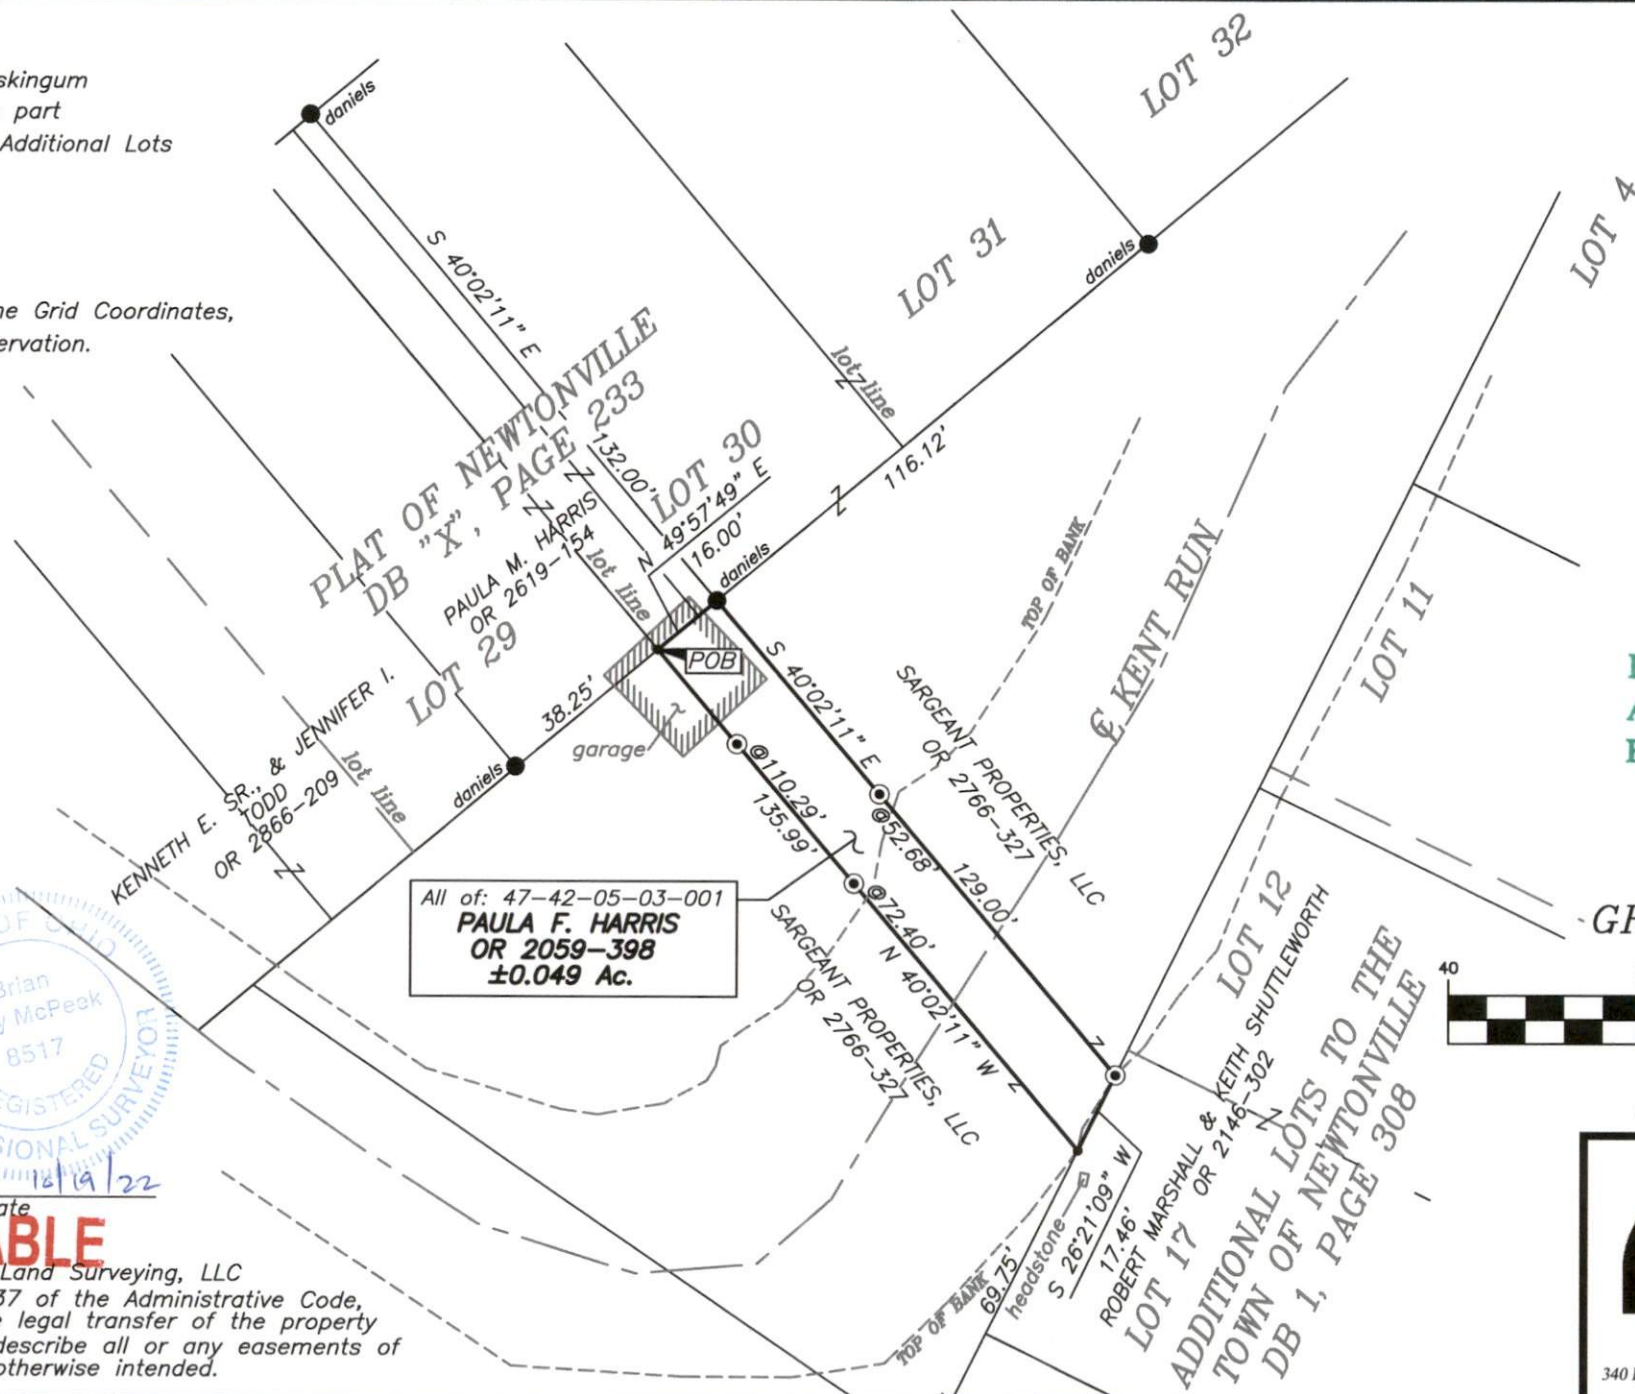 skingum
part
Additional Lots
ne Grid Coordinates,
ervation.
daniels
S 40°02'11" E
132.00'
LOT 32
LOT 31
LOT 4
daniels
lot line
116.12'
PLAT OF NEWTONVILLE
DB "X", PAGE 233
LOT 30
N 49°57'49" E
16.00'
daniels
PAULA M. HARRIS
OR 2619-154
lot line
LOT 29
POB
38.25'
garage
daniels
KENNETH E. SR., & JENNIFER I.
TODD
OR 2866-209
lot line
TOP OF BANK
℄ KENT RUN
LOT 11
S 40°02'11" E
@52.68'
129.00'
SARGEANT PROPERTIES, LLC
OR 2766-327
@110.29'
135.99'
@72.40'
N 40°02'11" W
SARGEANT PROPERTIES, LLC
OR 2766-327
All of: 47-42-05-03-001
PAULA F. HARRIS
OR 2059-398
±0.049 Ac.
LOT 12
ROBERT MARSHALL & KEITH SHUTTLEWORTH
OR 2146-302
LOT 17
ADDITIONAL LOTS TO THE
TOWN OF NEWTONVILLE
DB 1, PAGE 308
S 26°21'09" W
17.46'
headstone
69.75'
TOP OF BANK
40
OF OHIO
Brian
y McPeek
8517
EGISTERED
SIONAL SURVEYOR
10/19/22
ate
ABLE
Land Surveying, LLC
37 of the Administrative Code,
e legal transfer of the property
describe all or any easements of
otherwise intended.
340